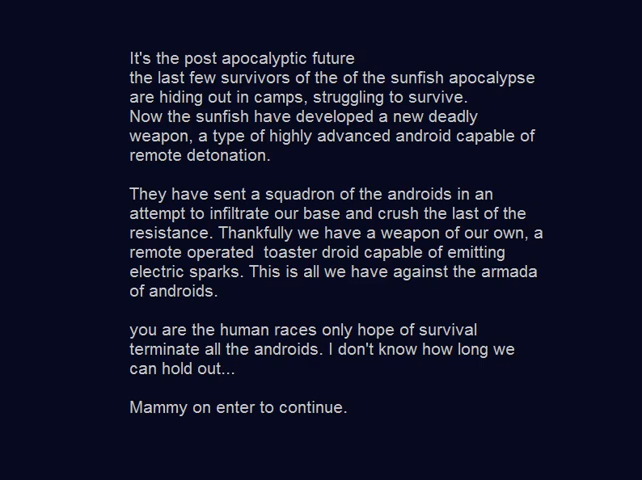 It's the post apocalyptic future
the last few survivors of the of the sunfish apocalypse
are hiding out in camps, struggling to survive.
Now the sunfish have developed a new deadly
weapon, a type of highly advanced android capable of
remote detonation.
They have sent a squadron of the androids in an
attempt to infiltrate our base and crush the last of the
resistance. Thankfully we have a weapon of our own, a
remote operated  toaster droid capable of emitting
electric sparks. This is all we have against the armada
of androids.
you are the human races only hope of survival
terminate all the androids. I don't know how long we
can hold out...
Mammy on enter to continue.